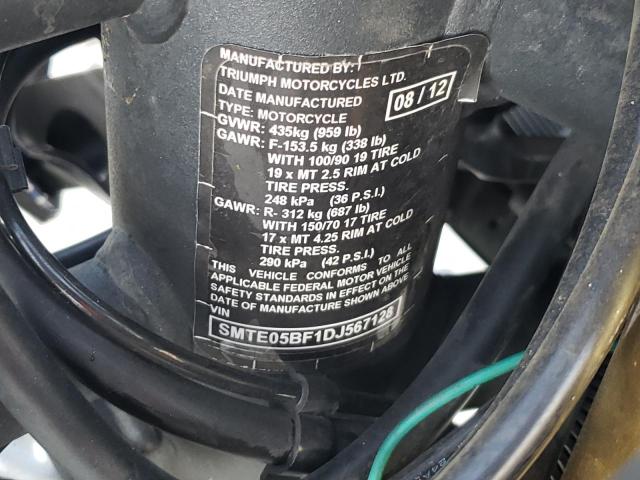 MANUFACTURED BY:
TRIUMPH MOTORCYCLES LTD.
DATE MANUFACTURED 08 / 12
TYPE: MOTORCYCLE
GVWR: 435kg (959 lb)
GAWR: F-153.5 kg (338 lb)
WITH 100/90 19 TIRE
19 x MT 2.5 RIM AT COLD
TIRE PRESS.
248 kPa (36 P.S.I.)
GAWR: R- 312 kg (687 lb)
WITH 150/70 17 TIRE
17 x MT 4.25 RIM AT COLD
TIRE PRESS.
290 kPa (42 P.S.I.)
THIS VEHICLE CONFORMS TO ALL
APPLICABLE FEDERAL MOTOR VEHICLE
SAFETY STANDARDS IN EFFECT ON THE
DATE OF MANUFACTURE SHOWN ABOVE
VIN
SMTE05BF1DJ567128